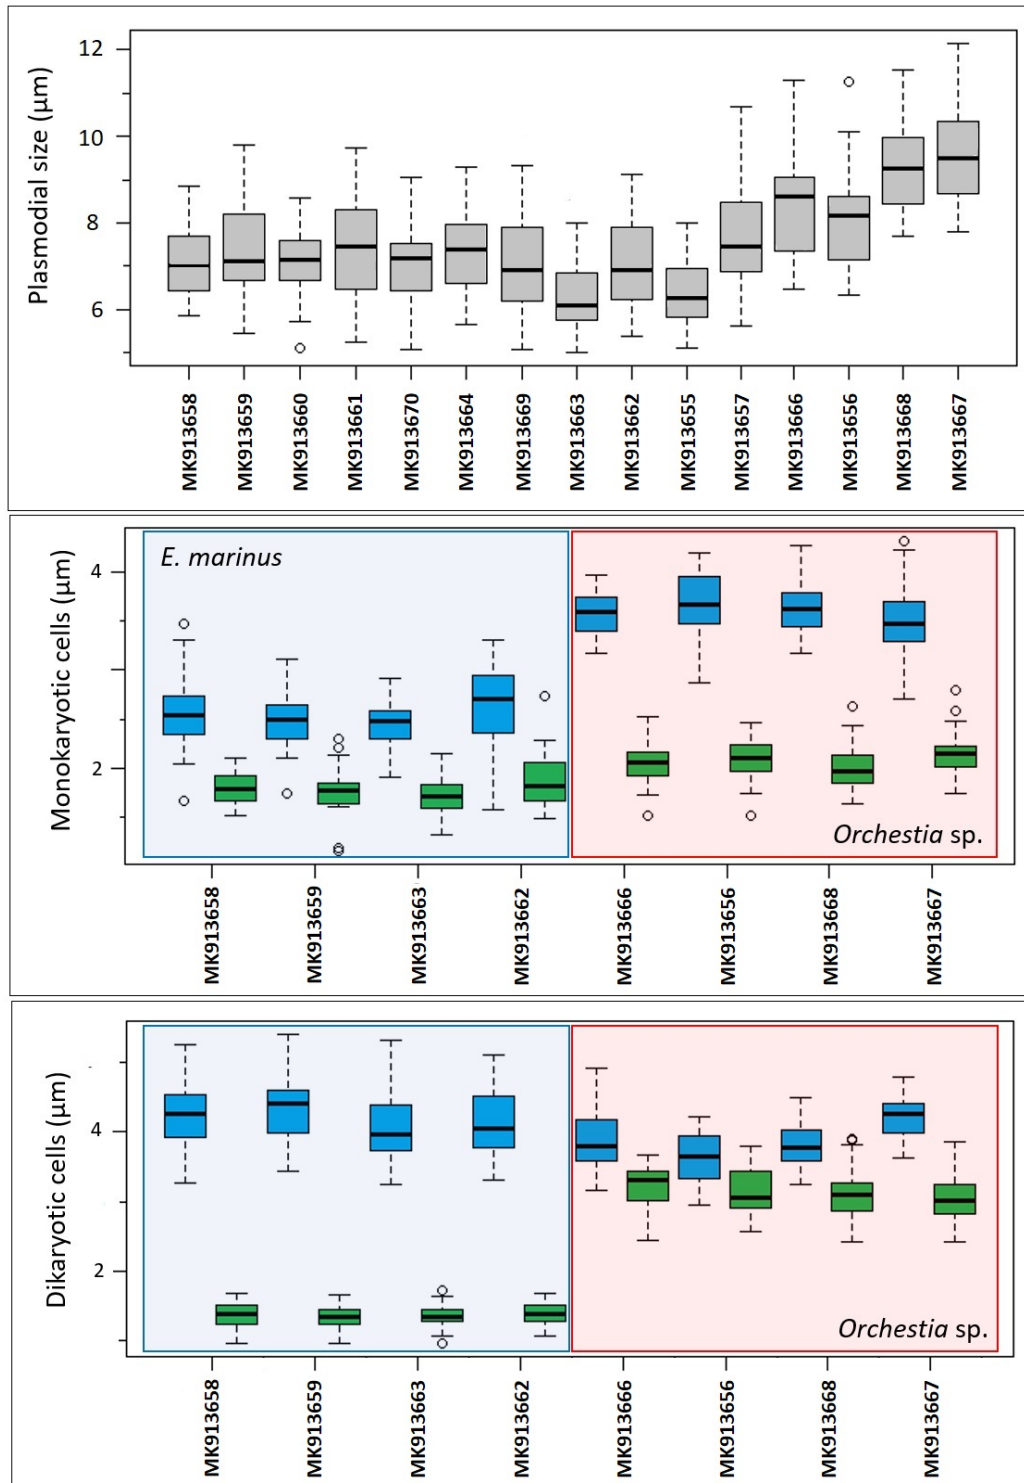 Plasmodial size (µm)
12
10
8
6
MK913658
MK913659
MK913660
MK913661
MK913670
MK913664
MK913669
MK913663
MK913662
MK913655
MK913657
MK913666
MK913656
MK913668
MK913667
Monokaryotic cells (µm)
4
2
E. marinus
Orchestia sp.
MK913658
MK913659
MK913663
MK913662
MK913666
MK913656
MK913668
MK913667
Dikaryotic cells (µm)
4
2
Orchestia sp.
MK913658
MK913659
MK913663
MK913662
MK913666
MK913656
MK913668
MK913667